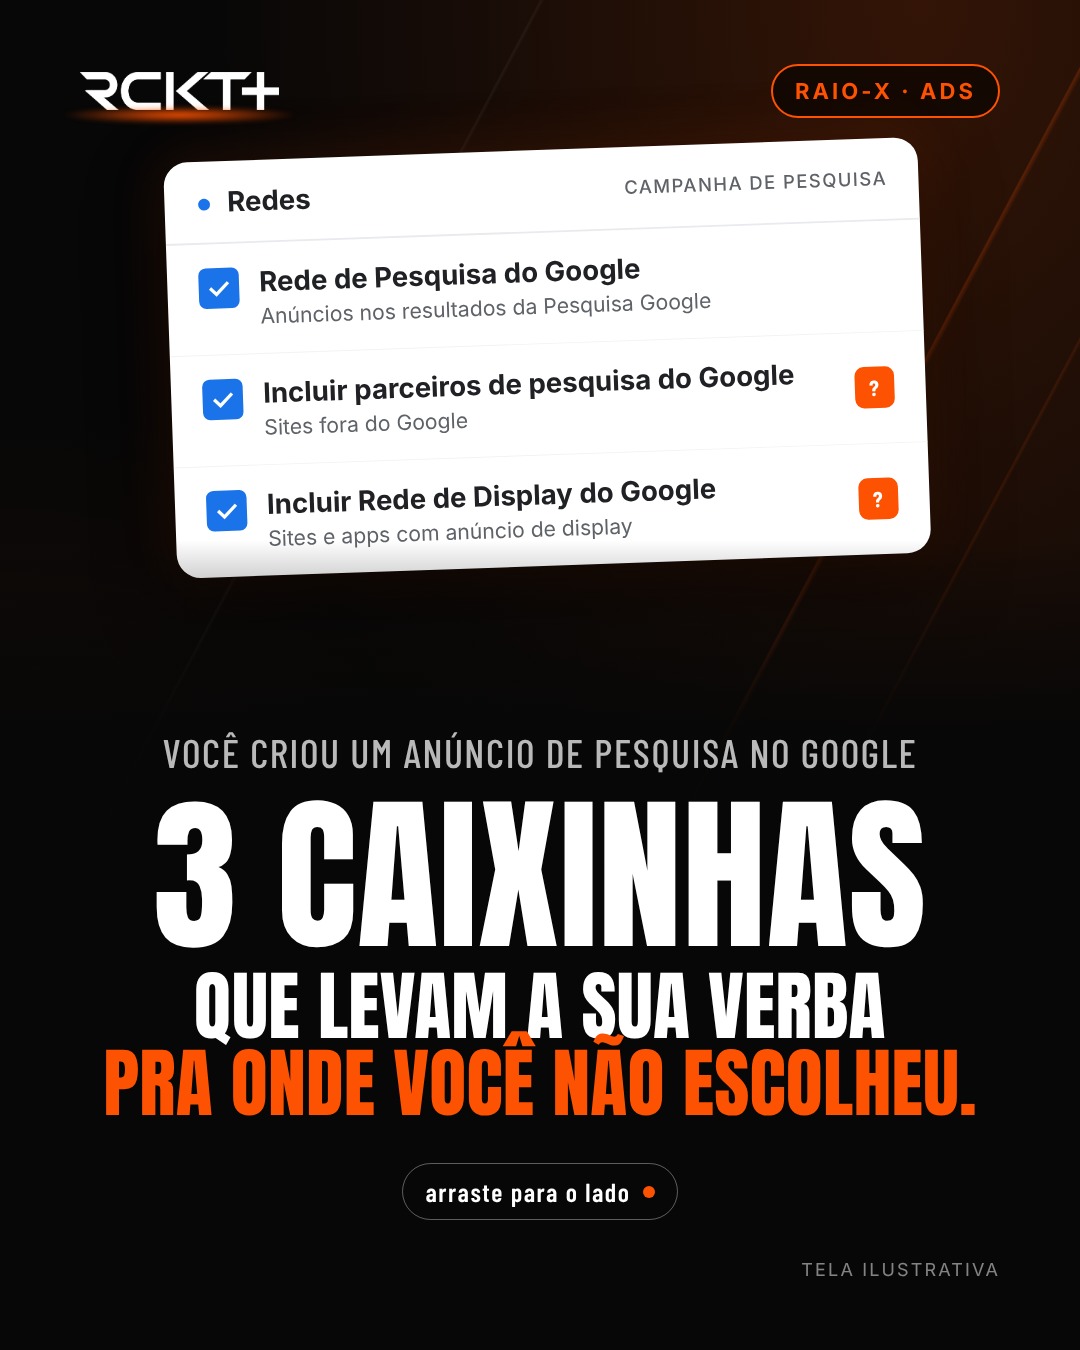 RCKT+
RAIO-X · ADS
Redes
CAMPANHA DE PESQUISA
Rede de Pesquisa do Google
Anúncios nos resultados da Pesquisa Google
Incluir parceiros de pesquisa do Google
?
Sites fora do Google
Incluir Rede de Display do Google
?
Sites e apps com anúncio de display
VOCÊ CRIOU UM ANÚNCIO DE PESQUISA NO GOOGLE
3 CAIXINHAS
QUE LEVAM A SUA VERBA
PRA ONDE VOCÊ NÃO ESCOLHEU.
arraste para o lado
TELA ILUSTRATIVA